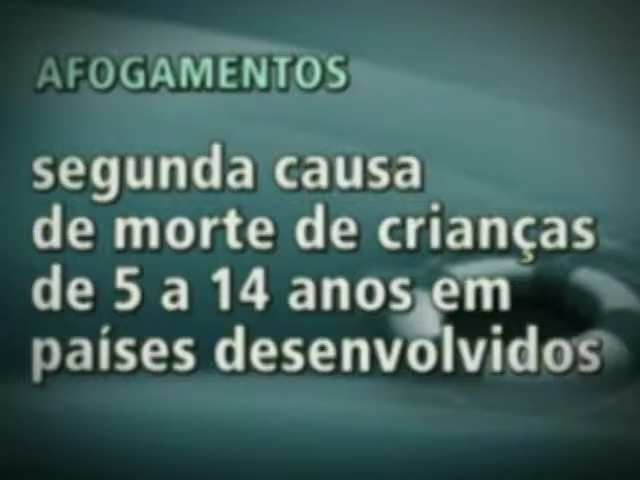 AFOGAMENTOS
segunda causa
de morte de crianças
de 5 a 14 anos em
países desenvolvidos